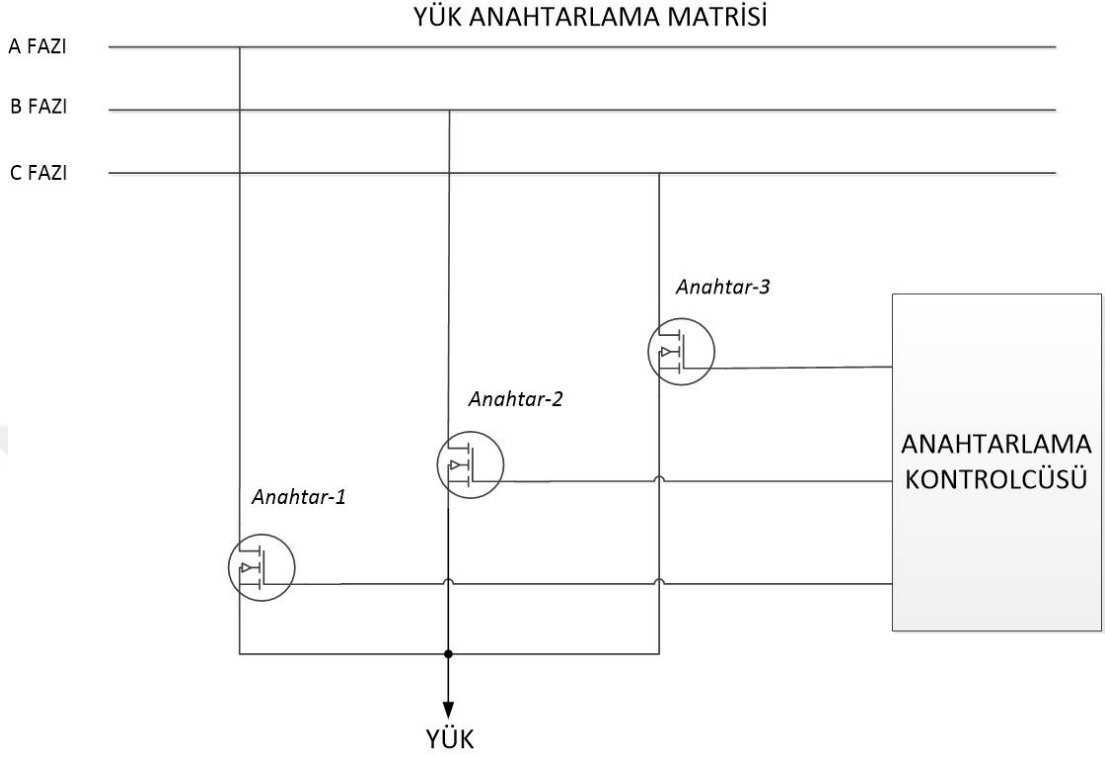 YÜK ANAHTARLAMA MATRİSİ
A FAZI
B FAZI
C FAZI
Anahtar-3
Anahtar-2
Anahtar-1
ANAHTARLAMA
KONTROLCÜSÜ
YÜK